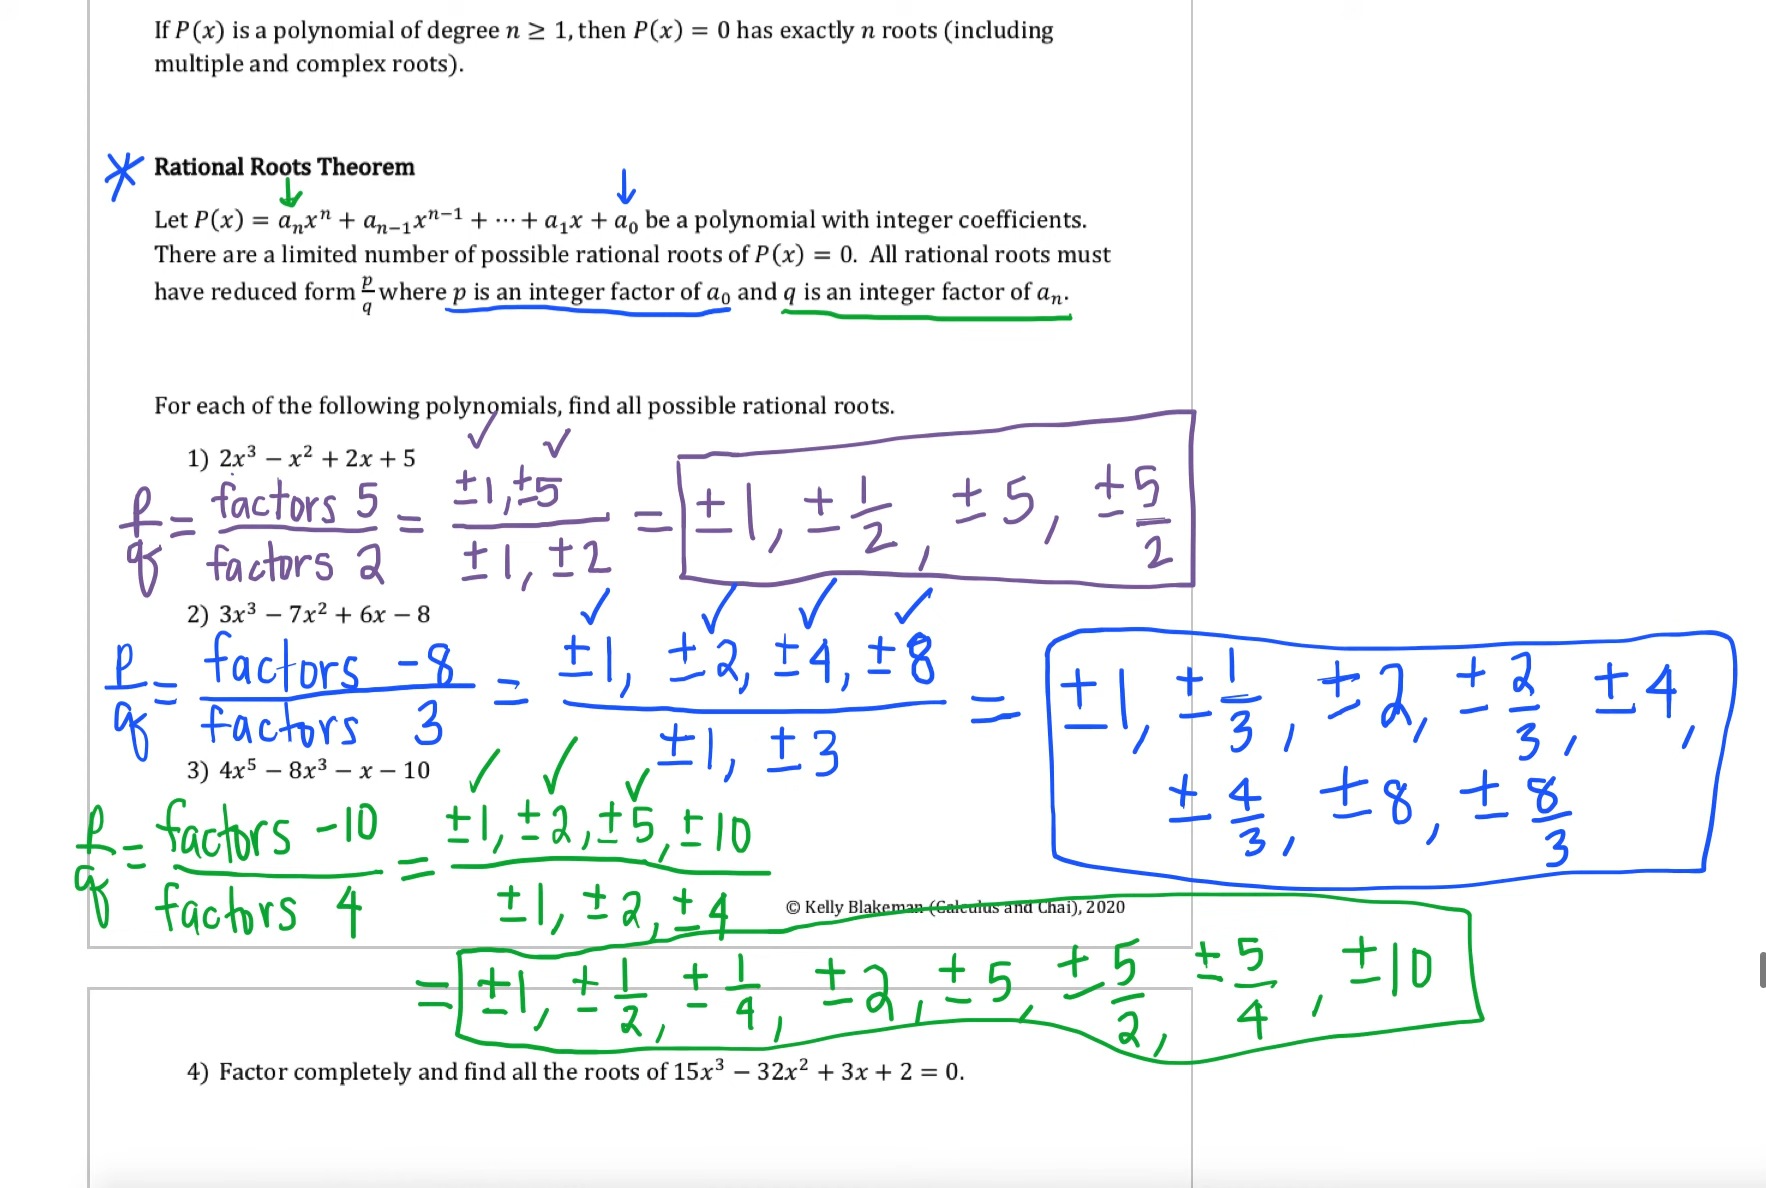 If P(x) is a polynomial of degree n ≥ 1, then P(x) = 0 has exactly n roots (including
multiple and complex roots).
* Rational Roots Theorem
Let P(x) = aₙxⁿ + aₙ₋₁xⁿ⁻¹ + ⋯ + a₁x + a₀ be a polynomial with integer coefficients.
There are a limited number of possible rational roots of P(x) = 0. All rational roots must
have reduced form p/q where p is an integer factor of a₀ and q is an integer factor of aₙ.
For each of the following polynomials, find all possible rational roots.
1) 2x³ − x² + 2x + 5
p/q = factors 5 / factors 2 = ±1, ±5 / ±1, ±2 = ±1, ±1/2, ±5, ±5/2
2) 3x³ − 7x² + 6x − 8
p/q = factors -8 / factors 3 = ±1, ±2, ±4, ±8 / ±1, ±3 = ±1, ±1/3, ±2, ±2/3, ±4,
±4/3, ±8, ±8/3
3) 4x⁵ − 8x³ − x − 10
p/q = factors -10 / factors 4 = ±1, ±2, ±5, ±10 / ±1, ±2, ±4
© Kelly Blakeman (Calculus and Chai), 2020
= ±1, ±1/2, ±1/4, ±2, ±5, ±5/2, ±5/4, ±10
4) Factor completely and find all the roots of 15x³ − 32x² + 3x + 2 = 0.